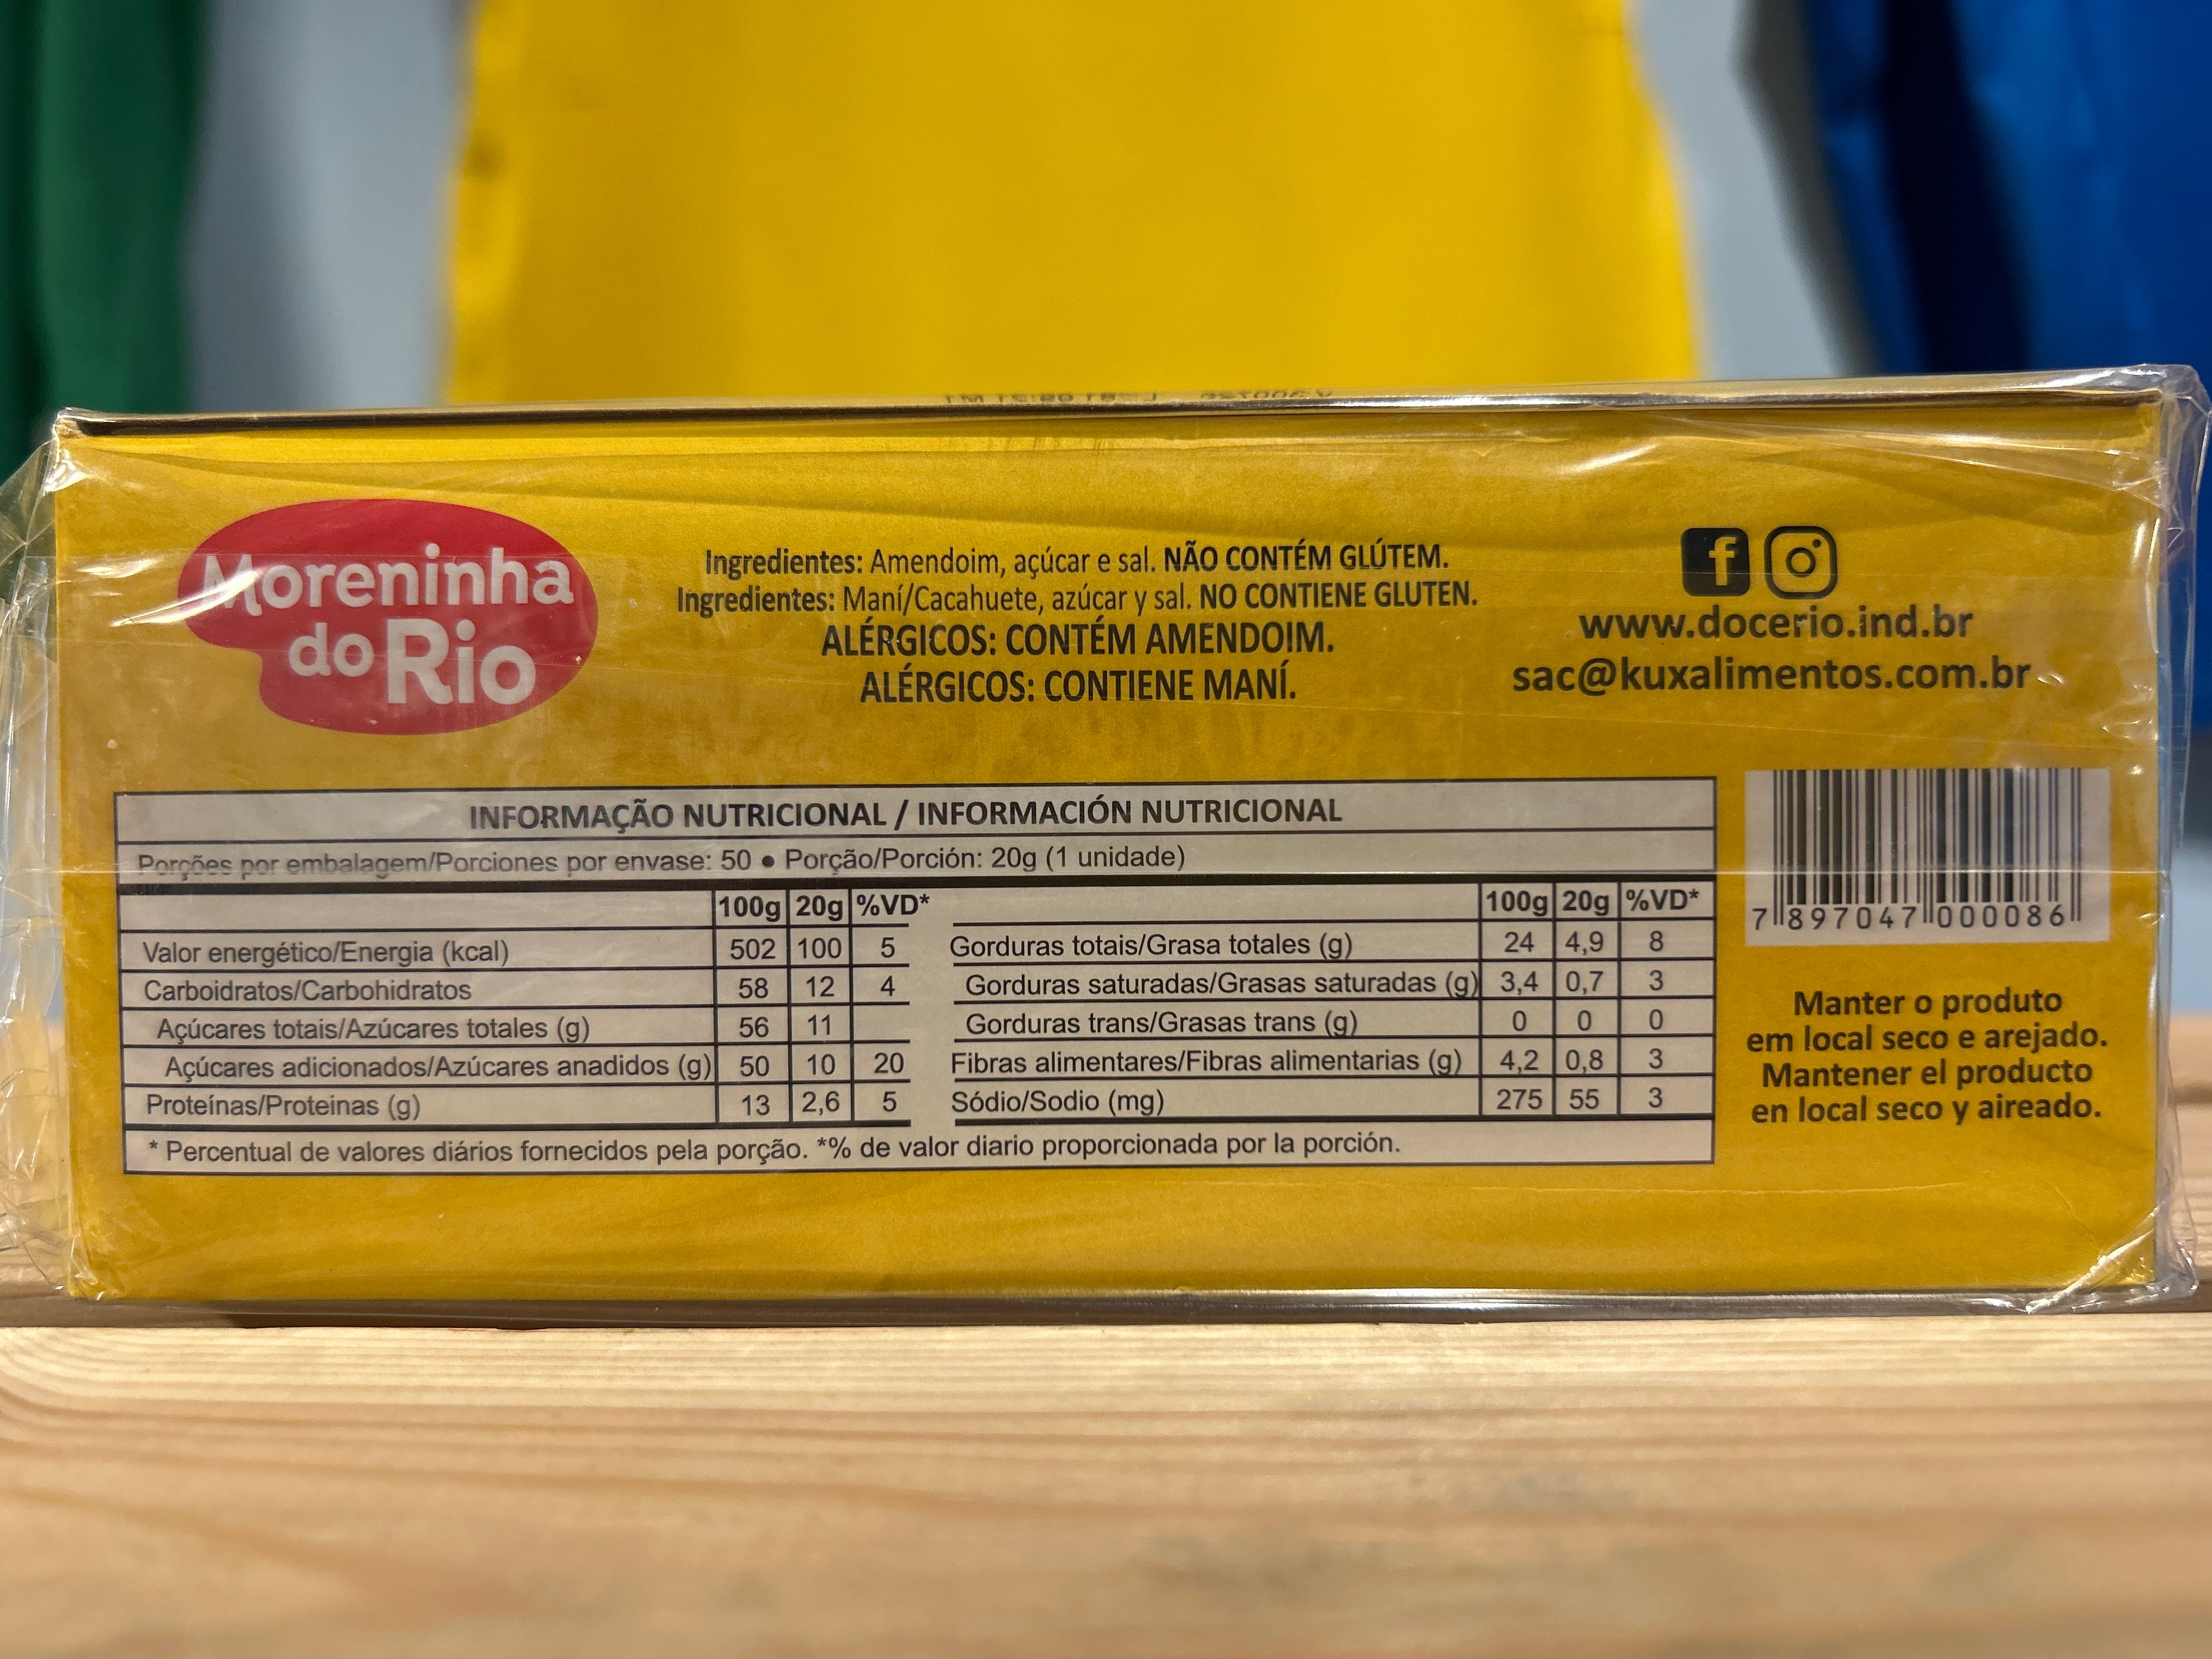 Moreninha
do Rio
Ingredientes: Amendoim, açúcar e sal. NÃO CONTÉM GLÚTEM.
Ingredientes: Maní/Cacahuete, azúcar y sal. NO CONTIENE GLUTEN.
ALÉRGICOS: CONTÉM AMENDOIM.
ALÉRGICOS: CONTIENE MANÍ.
f
www.docerio.ind.br
sac@kuxalimentos.com.br
INFORMAÇÃO NUTRICIONAL / INFORMACIÓN NUTRICIONAL
Porções por embalagem/Porciones por envase: 50 • Porção/Porción: 20g (1 unidade)
100g 20g %VD*
Valor energético/Energia (kcal) 502 100 5
Carboidratos/Carbohidratos 58 12 4
Açúcares totais/Azúcares totales (g) 56 11
Açúcares adicionados/Azúcares anadidos (g) 50 10 20
Proteínas/Proteinas (g) 13 2,6 5
100g 20g %VD*
Gorduras totais/Grasa totales (g) 24 4,9 8
Gorduras saturadas/Grasas saturadas (g) 3,4 0,7 3
Gorduras trans/Grasas trans (g) 0 0 0
Fibras alimentares/Fibras alimentarias (g) 4,2 0,8 3
Sódio/Sodio (mg) 275 55 3
* Percentual de valores diários fornecidos pela porção. *% de valor diario proporcionada por la porción.
7 897047 000086
Manter o produto
em local seco e arejado.
Mantener el producto
en local seco y aireado.